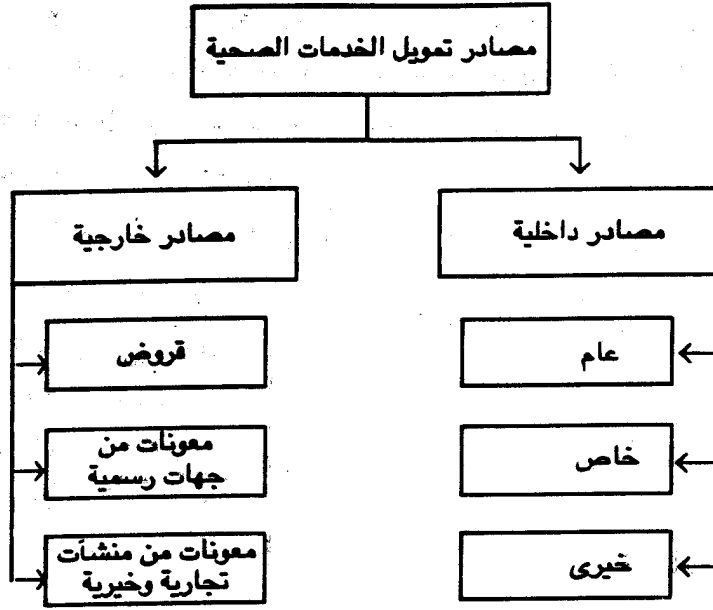 مصادر تمويل الخدمات الصحية
مصادر داخلية
عام
خاص
خيرى
مصادر خارجية
قروض
معونات من
جهات رسمية
معونات من منشآت
تجارية وخيرية